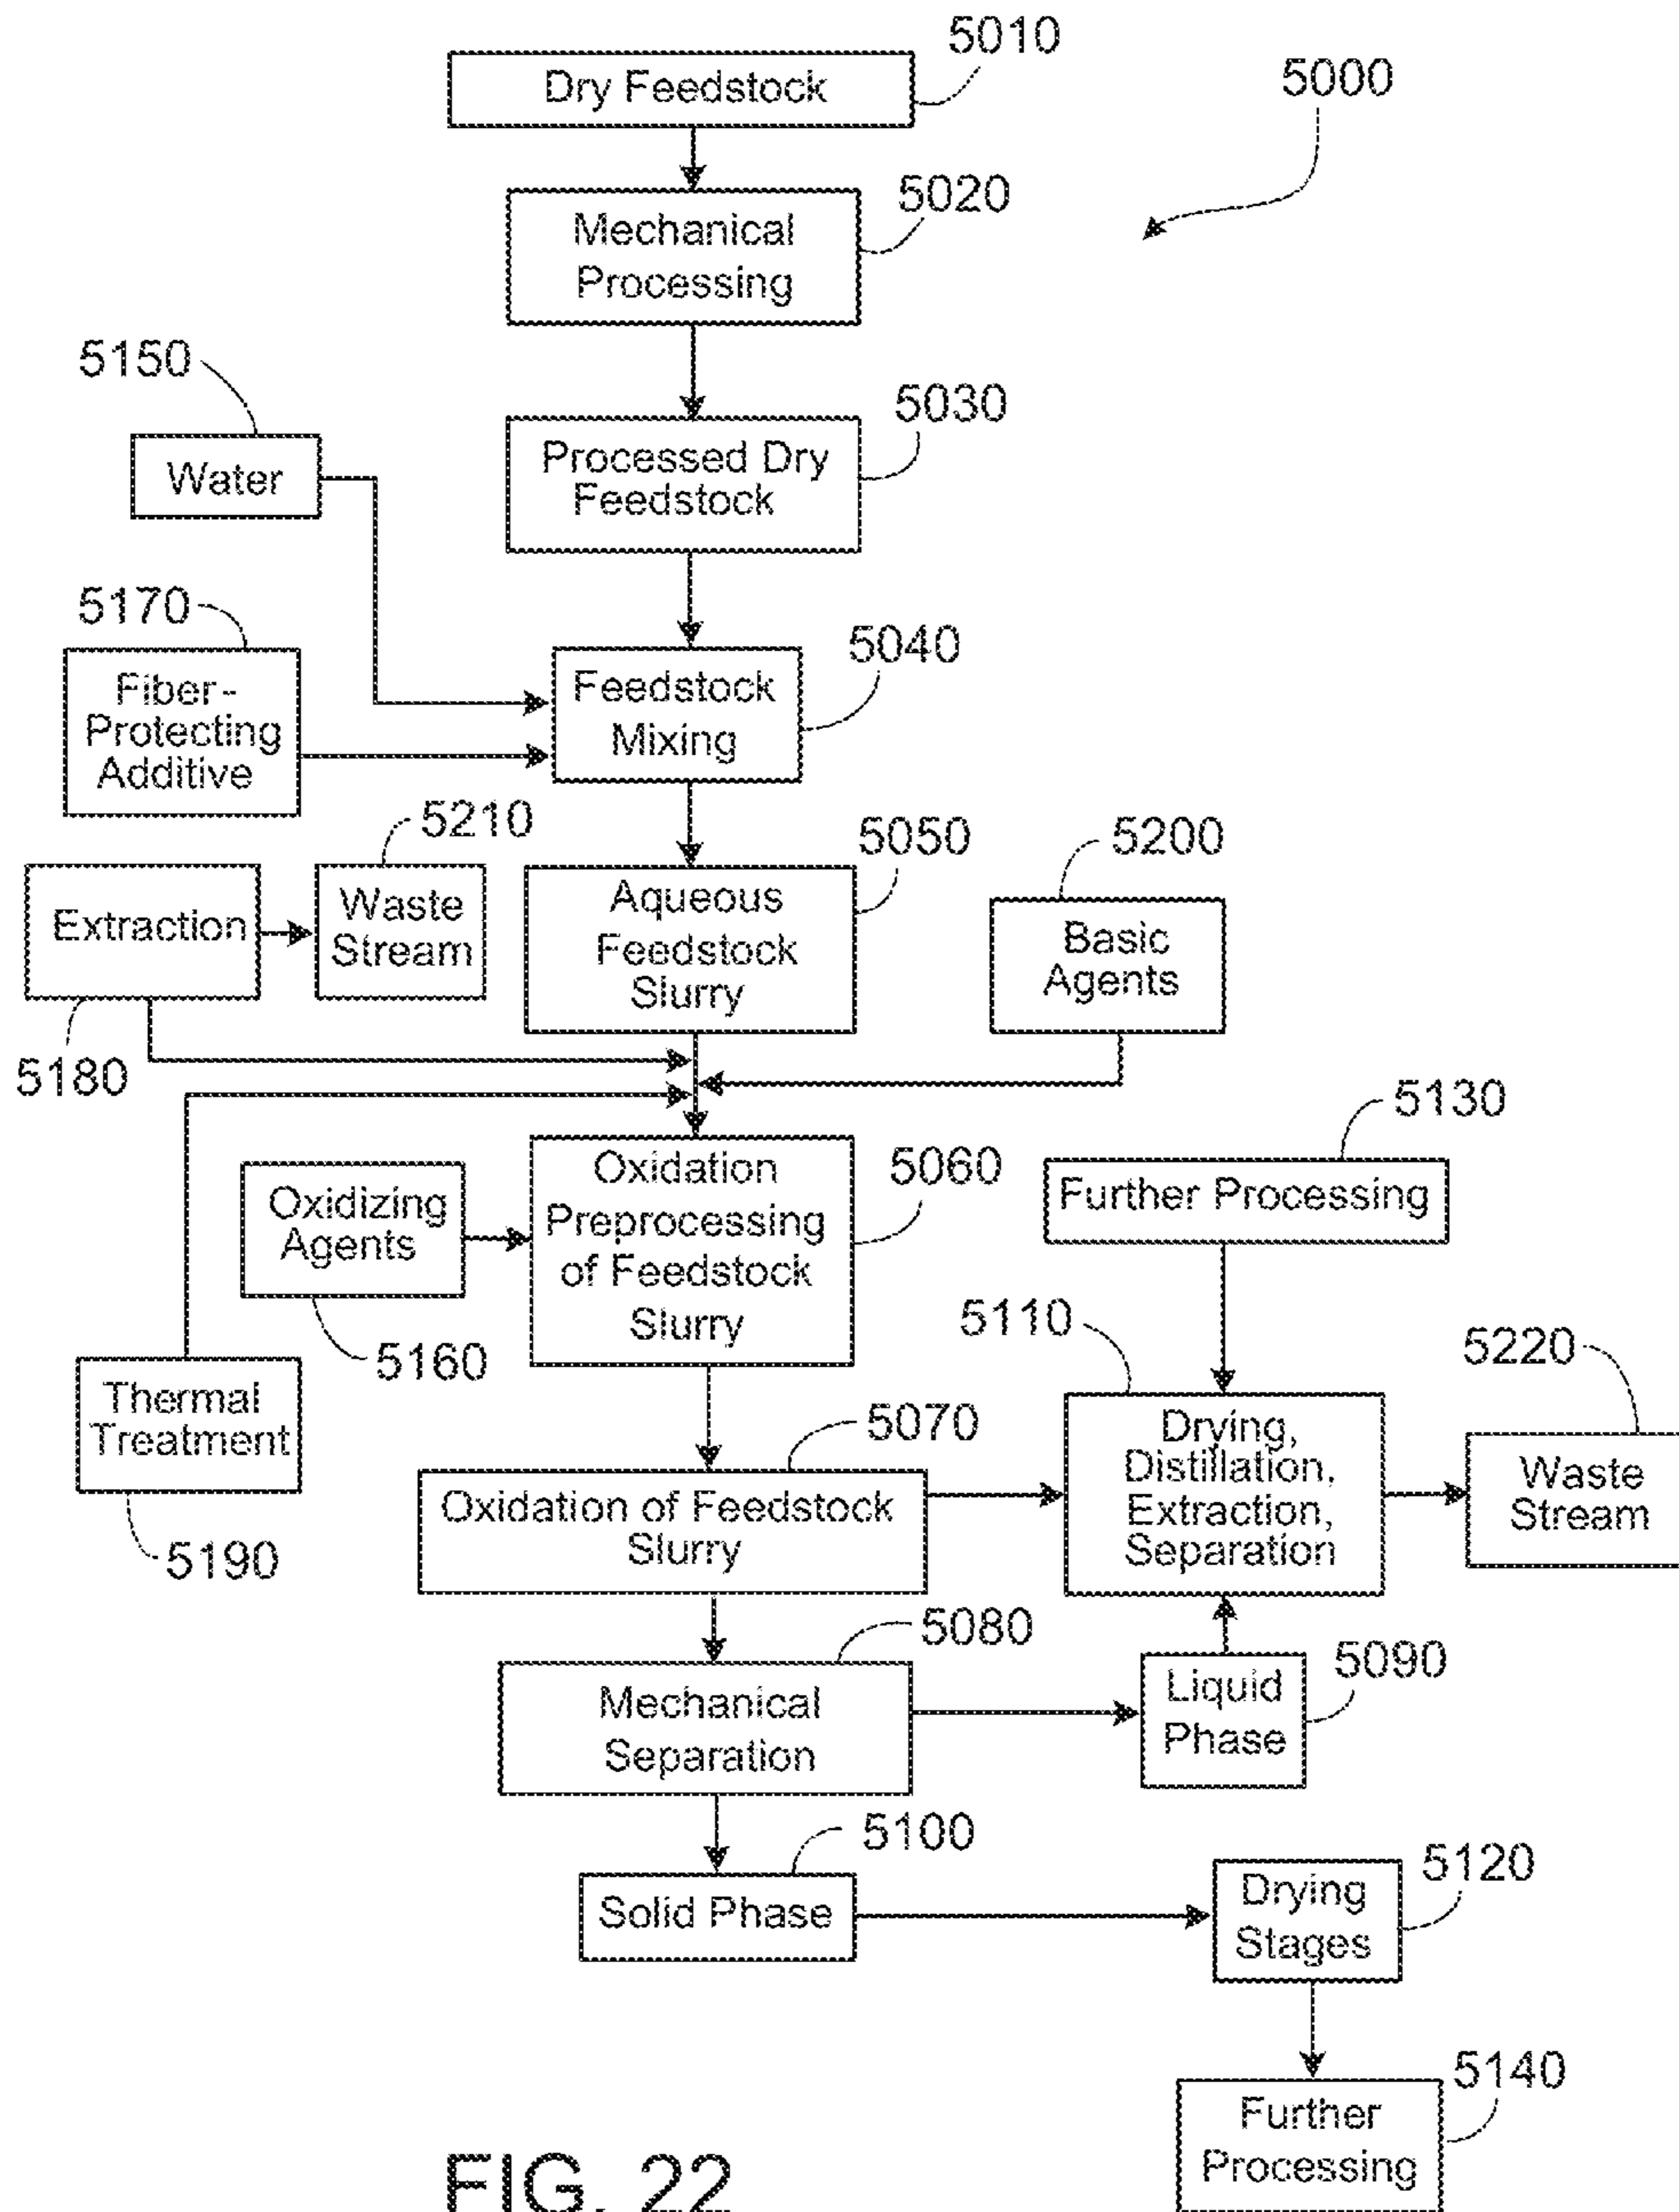 5010
Dry Feedstock
5000
5020
Mechanical
Processing
5150
Water
5030
Processed Dry
Feedstock
5170
Fiber-
Protecting
Additive
5040
Feedstock
Mixing
5210
Extraction
Waste
Stream
5180
5050
Aqueous
Feedstock
Slurry
5200
Basic
Agents
5130
Further Processing
Oxidizing
Agents
5160
5060
Oxidation
Preprocessing
of Feedstock
Slurry
5110
Drying,
Distillation,
Extraction,
Separation
5220
Waste
Stream
Thermal
Treatment
5190
5070
Oxidation of Feedstock
Slurry
5080
Mechanical
Separation
5090
Liquid
Phase
5100
Solid Phase
5120
Drying
Stages
5140
Further
Processing
FIG. 22